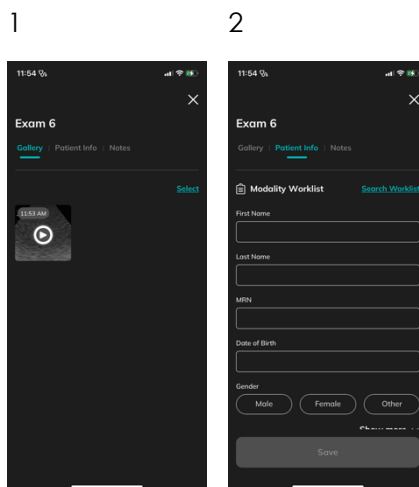 1
2
11:54
Exam 6
Gallery | Patient Info | Notes
Select
11:53 AM
11:54
Exam 6
Gallery | Patient Info | Notes
Modality Worklist Search Worklist
First Name
Last Name
MRN
Date of Birth
Gender
Male Female Other
Show more
Save